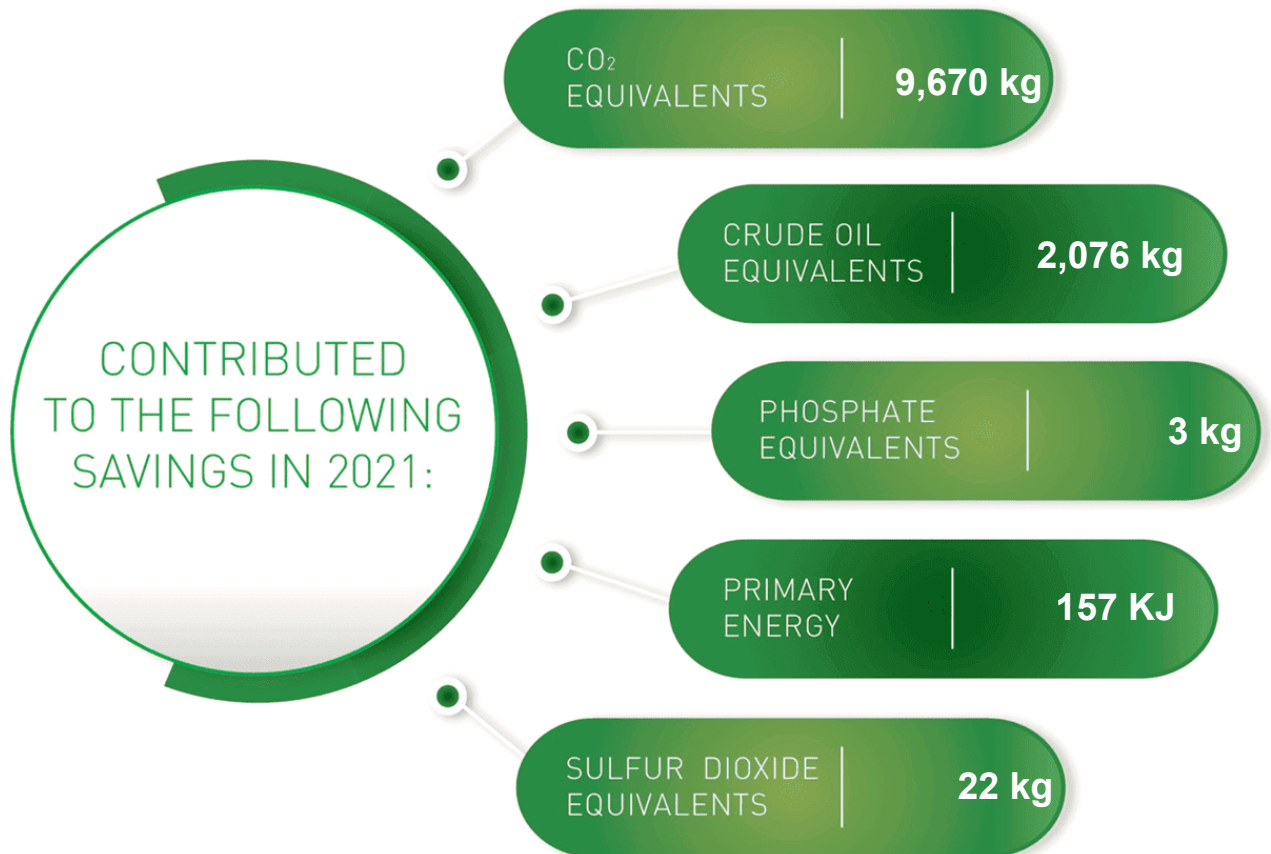 CONTRIBUTED
TO THE FOLLOWING
SAVINGS IN 2021:
CO₂
EQUIVALENTS
9,670 kg
CRUDE OIL
EQUIVALENTS
2,076 kg
PHOSPHATE
EQUIVALENTS
3 kg
PRIMARY
ENERGY
157 KJ
SULFUR DIOXIDE
EQUIVALENTS
22 kg